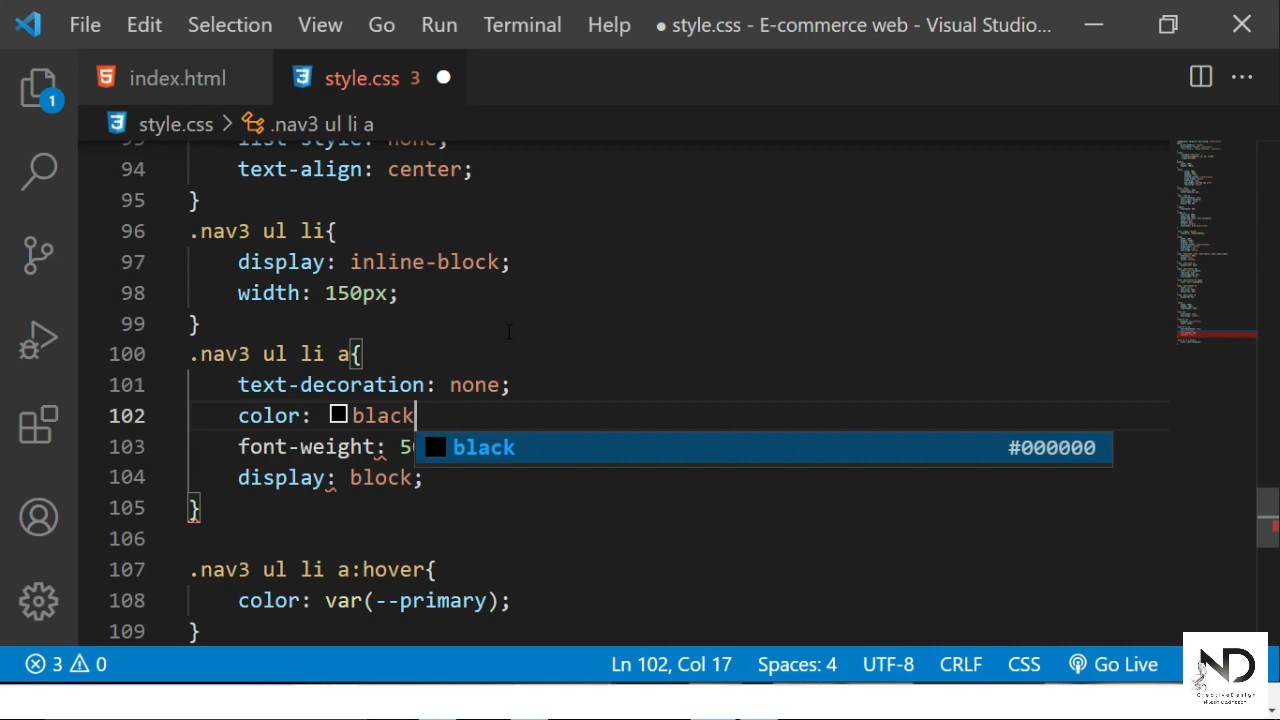 File Edit Selection View Go Run Terminal Help ● style.css - E-commerce web - Visual Studio...
index.html style.css 3
1
style.css > .nav3 ul li a
94 text-align: center;
95 }
96 .nav3 ul li{
97 display: inline-block;
98 width: 150px;
99 }
100 .nav3 ul li a{
101 text-decoration: none;
102 color: black
103 font-weight:
black #000000
104 display: block;
105 }
106
107 .nav3 ul li a:hover{
108 color: var(--primary);
109 }
3 0 Ln 102, Col 17 Spaces: 4 UTF-8 CRLF CSS Go Live
ND
CreativeDesign